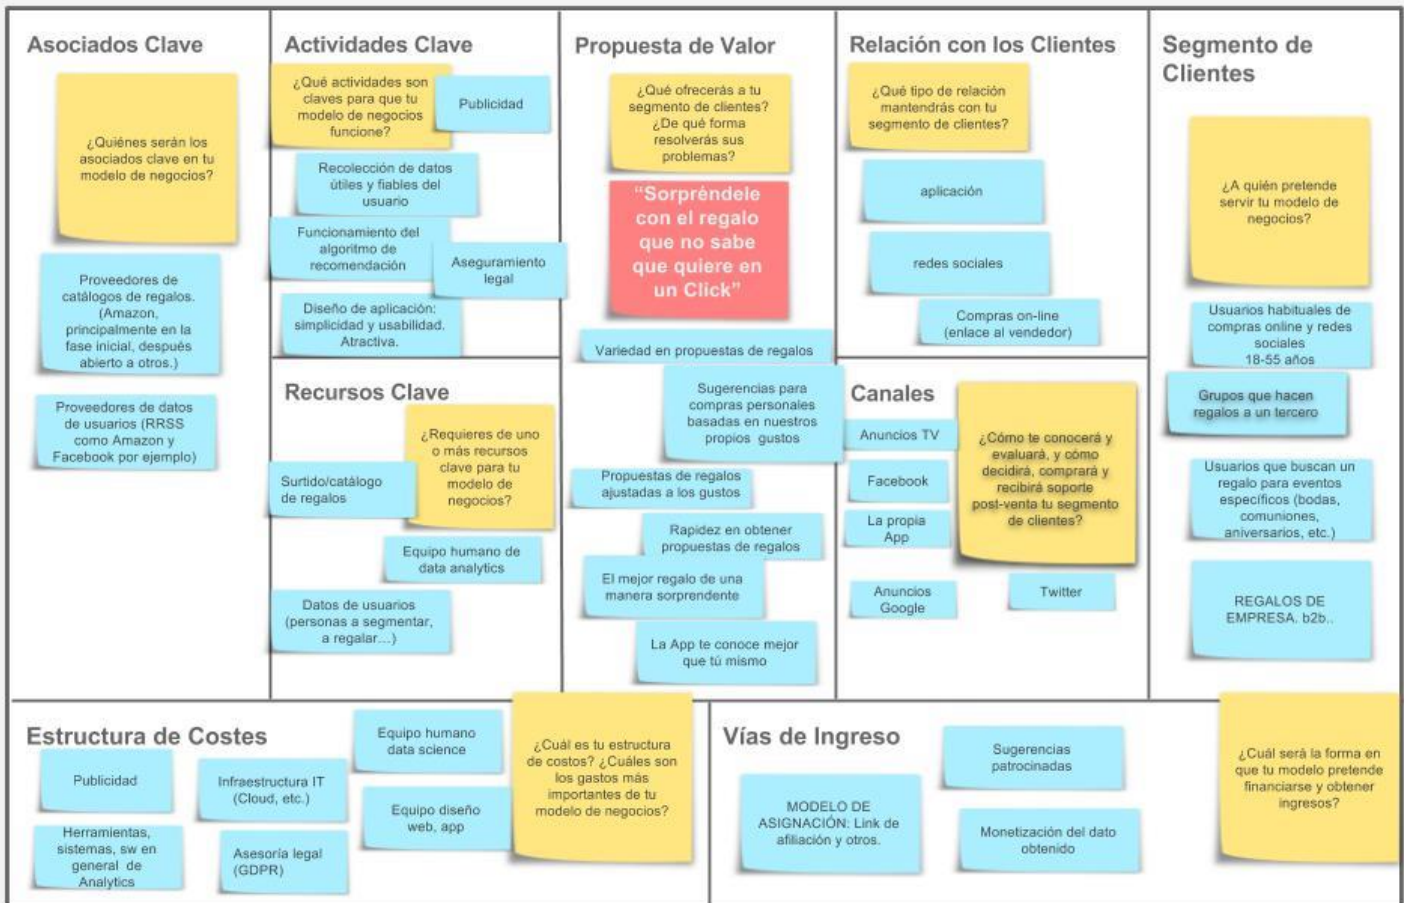 Asociados Clave
¿Quiénes serán los
asociados clave en tu
modelo de negocios?
Proveedores de
catálogos de regalos.
(Amazon,
principalmente en la
fase inicial, después
abierto a otros.)
Proveedores de datos
de usuarios (RRSS
como Amazon y
Facebook por ejemplo)
Actividades Clave
¿Qué actividades son
claves para que tu
modelo de negocios
funcione?
Publicidad
Recolección de datos
útiles y fiables del
usuario
Funcionamiento del
algoritmo de
recomendación
Aseguramiento
legal
Diseño de aplicación:
simplicidad y usabilidad.
Atractiva.
Recursos Clave
¿Requieres de uno
o más recursos
clave para tu
modelo de
negocios?
Surtido/catálogo
de regalos
Equipo humano de
data analytics
Datos de usuarios
(personas a segmentar,
a regalar…)
Propuesta de Valor
¿Qué ofrecerás a tu
segmento de clientes?
¿De qué forma
resolverás sus
problemas?
“Sorpréndele
con el regalo
que no sabe
que quiere en
un Click”
Variedad en propuestas de regalos
Sugerencias para
compras personales
basadas en nuestros
propios gustos
Propuestas de regalos
ajustadas a los gustos
Rapidez en obtener
propuestas de regalos
El mejor regalo de una
manera sorprendente
La App te conoce mejor
que tú mismo
Relación con los Clientes
¿Qué tipo de relación
mantendrás con tu
segmento de clientes?
aplicación
redes sociales
Compras on-line
(enlace al vendedor)
Canales
¿Cómo te conocerá y
evaluará, y cómo
decidirá, comprará y
recibirá soporte
post-venta tu segmento
de clientes?
Anuncios TV
Facebook
La propia
App
Anuncios
Google
Twitter
Segmento de
Clientes
¿A quién pretende
servir tu modelo de
negocios?
Usuarios habituales de
compras online y redes
sociales
18-55 años
Grupos que hacen
regalos a un tercero
Usuarios que buscan un
regalo para eventos
específicos (bodas,
comuniones,
aniversarios, etc.)
REGALOS DE
EMPRESA. b2b..
Estructura de Costes
Publicidad
Infraestructura IT
(Cloud, etc.)
Equipo humano
data science
¿Cuál es tu estructura
de costos? ¿Cuáles son
los gastos más
importantes de tu
modelo de negocios?
Herramientas,
sistemas, sw en
general de
Analytics
Asesoría legal
(GDPR)
Equipo diseño
web, app
Vías de Ingreso
Sugerencias
patrocinadas
MODELO DE
ASIGNACIÓN: Link de
afiliación y otros.
Monetización del dato
obtenido
¿Cuál será la forma en
que tu modelo pretende
financiarse y obtener
ingresos?